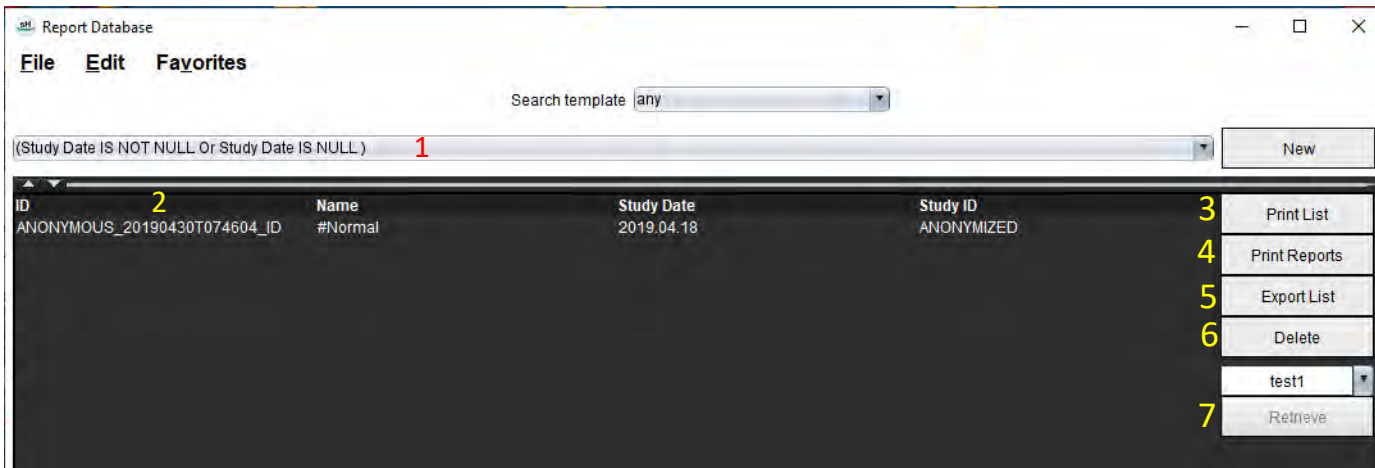 sH Report Database
File Edit Favorites
Search template any
(Study Date IS NOT NULL Or Study Date IS NULL ) 1 New
2
ID Name Study Date Study ID 3 Print List
ANONYMOUS_20190430T074604_ID #Normal 2019.04.18 ANONYMIZED
4 Print Reports
5 Export List
6 Delete
test1
7 Retrieve